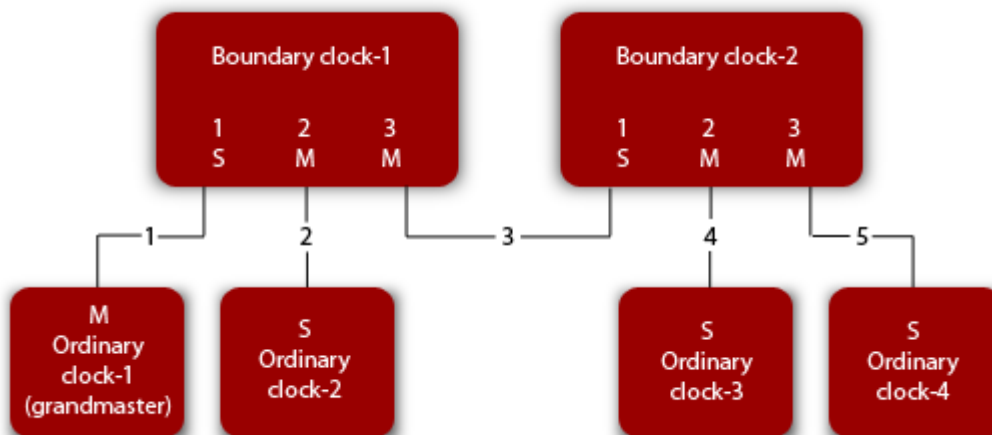 Boundary clock-1
1 2 3
S M M
Boundary clock-2
1 2 3
S M M
1
2
3
4
5
M
Ordinary
clock-1
(grandmaster)
S
Ordinary
clock-2
S
Ordinary
clock-3
S
Ordinary
clock-4